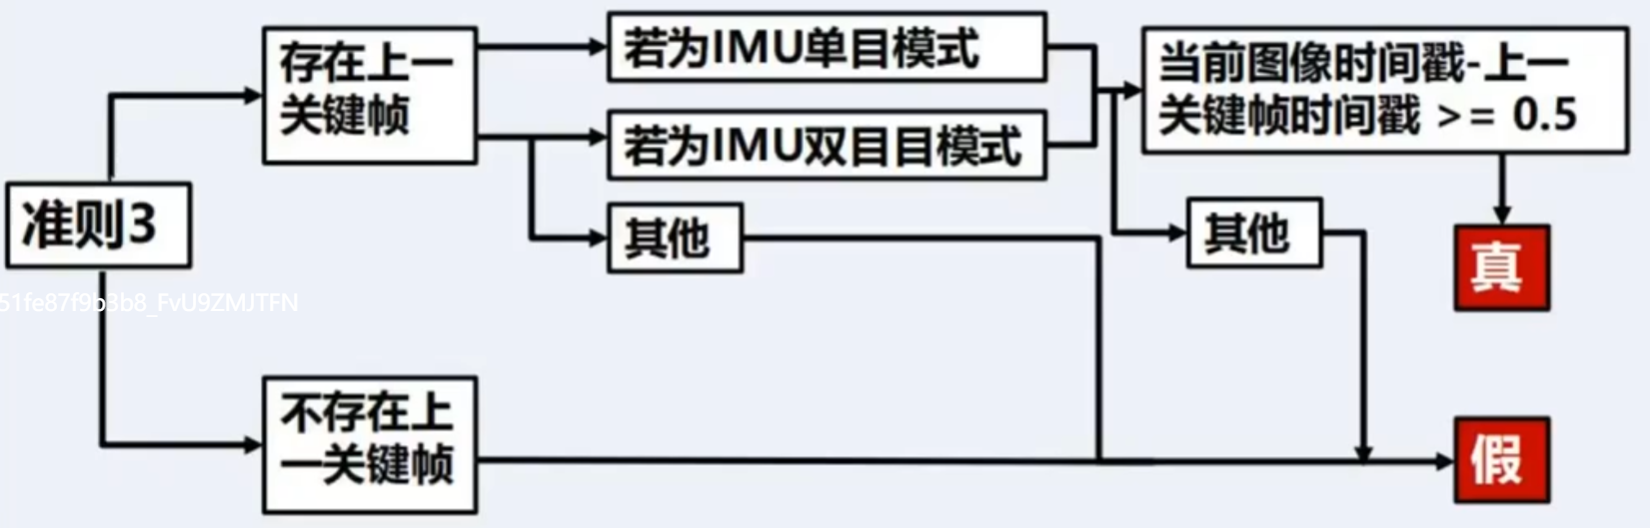 存在上一
关键帧
若为IMU单目模式
当前图像时间戳-上一
关键帧时间戳 >= 0.5
若为IMU双目目模式
准则3
其他
其他
真
51fe87f9b3b8_FvU9ZMJTFN
不存在上
一关键帧
假